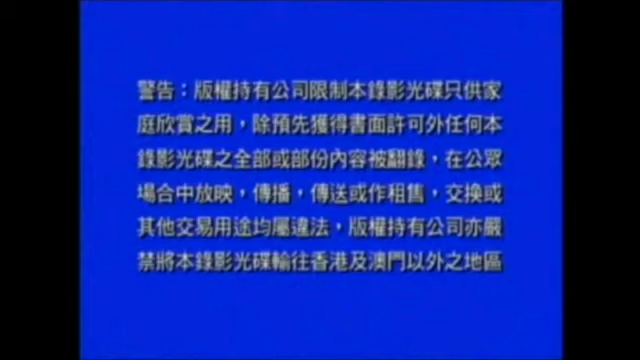 警告：版權持有公司限制本錄影光碟只供家
庭欣賞之用，除預先獲得書面許可外任何本
錄影光碟之全部或部份內容被翻錄，在公眾
場合中放映，傳播，傳送或作租售，交換或
其他交易用途均屬違法，版權持有公司亦嚴
禁將本錄影光碟輸往香港及澳門以外之地區